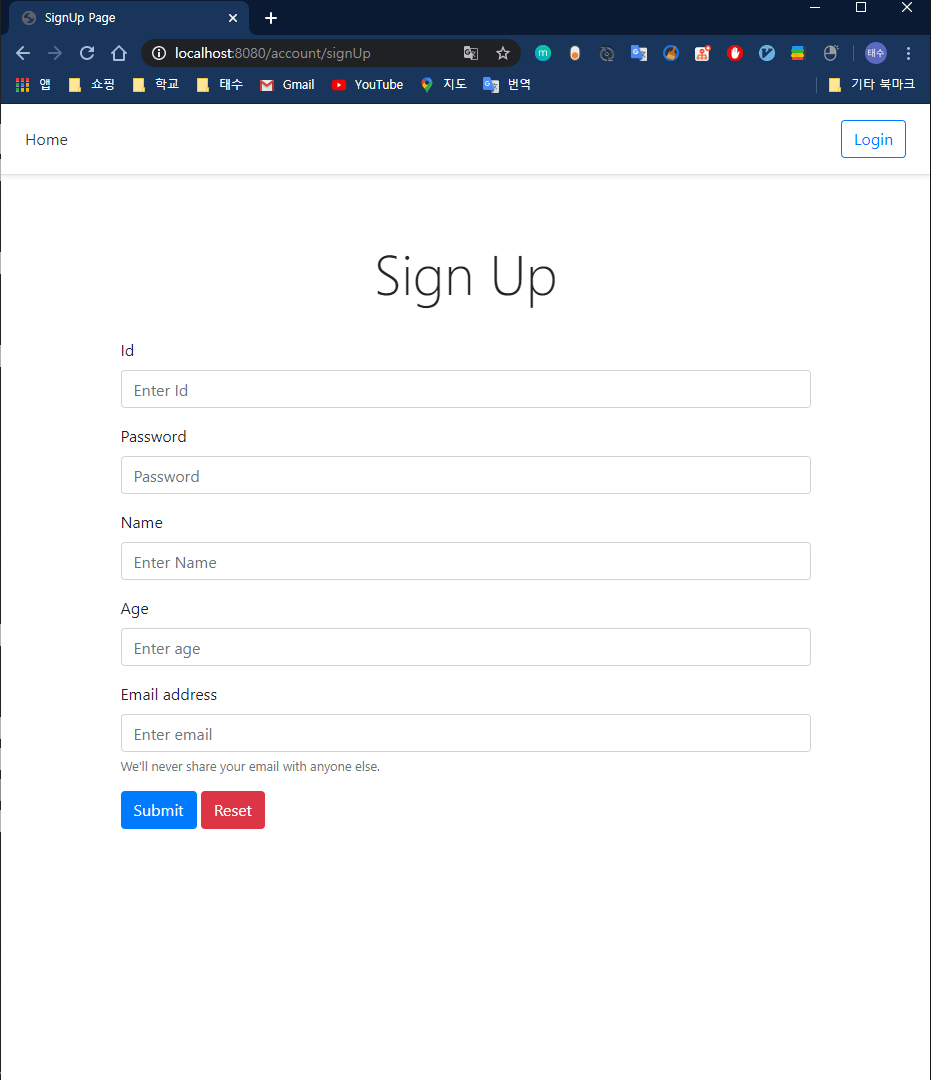 SignUp Page
localhost:8080/account/signUp
m
태수
앱 쇼핑 학교 태수 Gmail YouTube 지도 번역 기타 북마크
Home Login
Sign Up
Id
Enter Id
Password
Password
Name
Enter Name
Age
Enter age
Email address
Enter email
We'll never share your email with anyone else.
Submit Reset